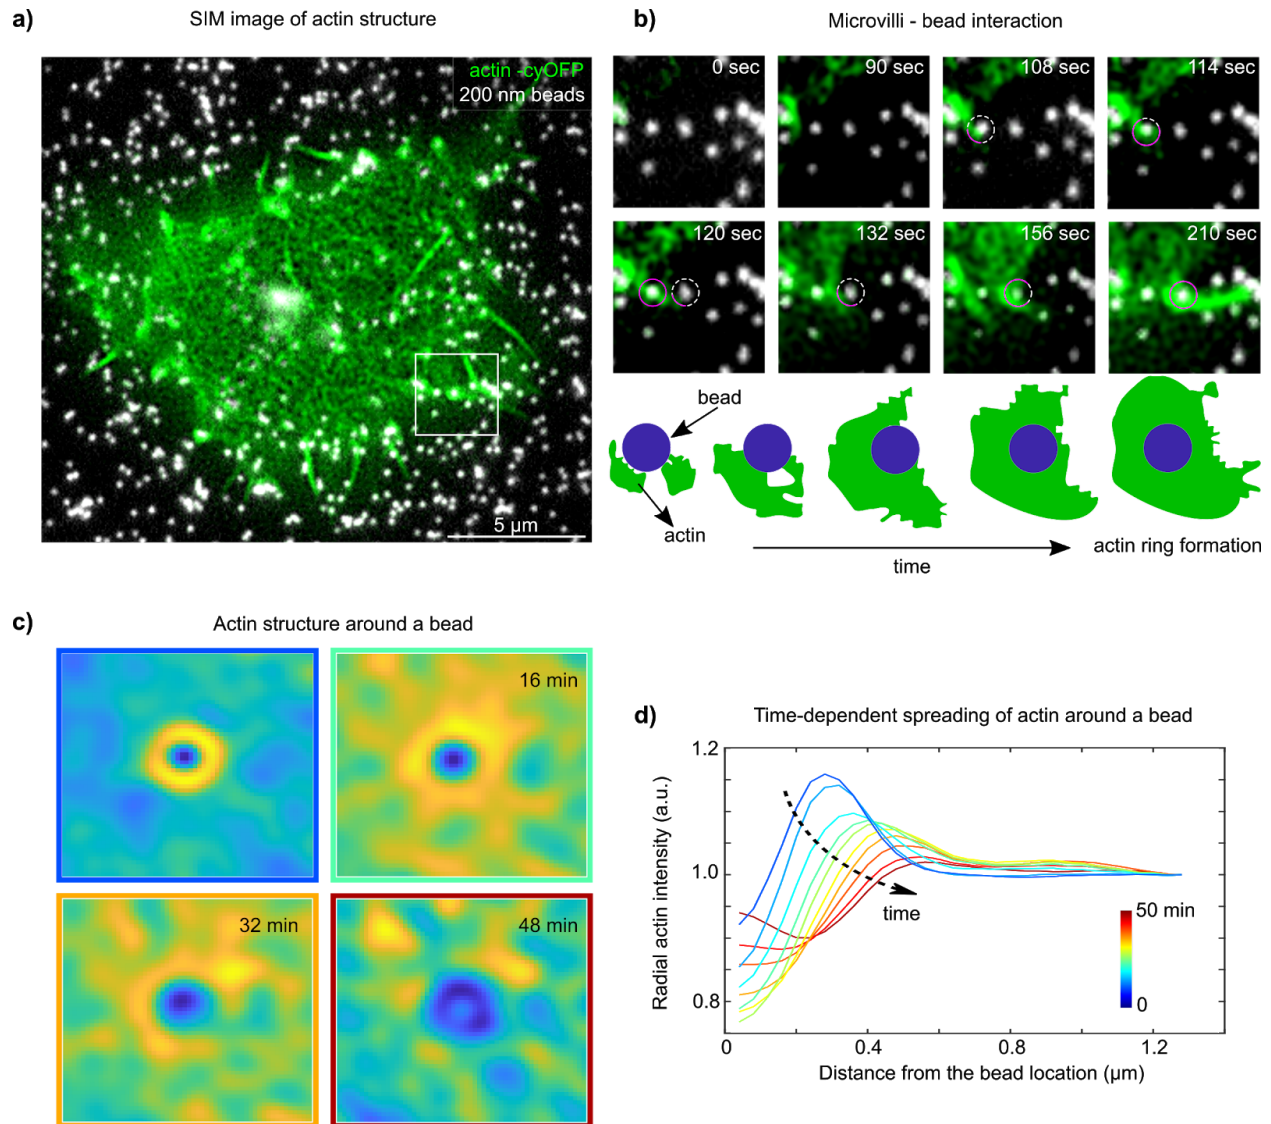 a)
SIM image of actin structure
actin -cyOFP
200 nm beads
5 µm
b)
Microvilli - bead interaction
0 sec
90 sec
108 sec
114 sec
120 sec
132 sec
156 sec
210 sec
bead
actin
time
actin ring formation
c)
Actin structure around a bead
16 min
32 min
48 min
d)
Time-dependent spreading of actin around a bead
Radial actin intensity (a.u.)
1.2
1.0
0.8
time
50 min
0
0
0.4
0.8
1.2
Distance from the bead location (µm)